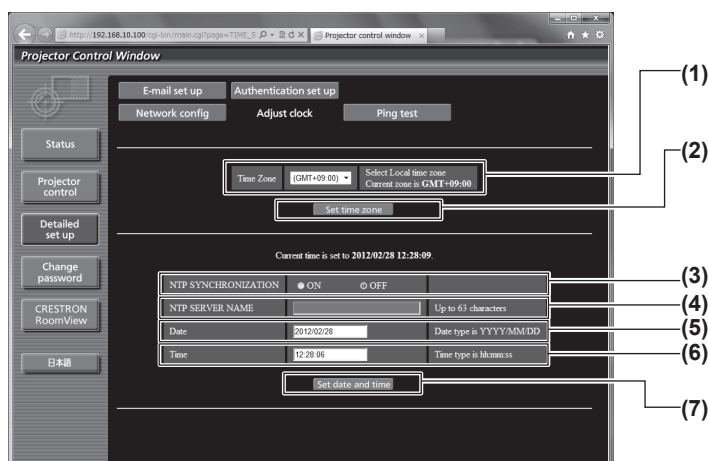 http://192.168.10.100/cgi-bin/main.cgi?page=TIME_S
Projector control window
Projector Control Window
E-mail set up
Authentication set up
Network config
Adjust clock
Ping test
Status
Projector
control
Detailed
set up
Change
password
CRESTRON
RoomView
日本語
Time Zone
(GMT+09:00)
Select Local time zone
Current zone is GMT+09:00
Set time zone
Current time is set to 2012/02/28 12:28:09.
NTP SYNCHRONIZATION
ON
OFF
NTP SERVER NAME
Up to 63 characters
Date
2012/02/28
Date type is YYYY/MM/DD
Time
12:28:06
Time type is hh:mm:ss
Set date and time
(1)
(2)
(3)
(4)
(5)
(6)
(7)